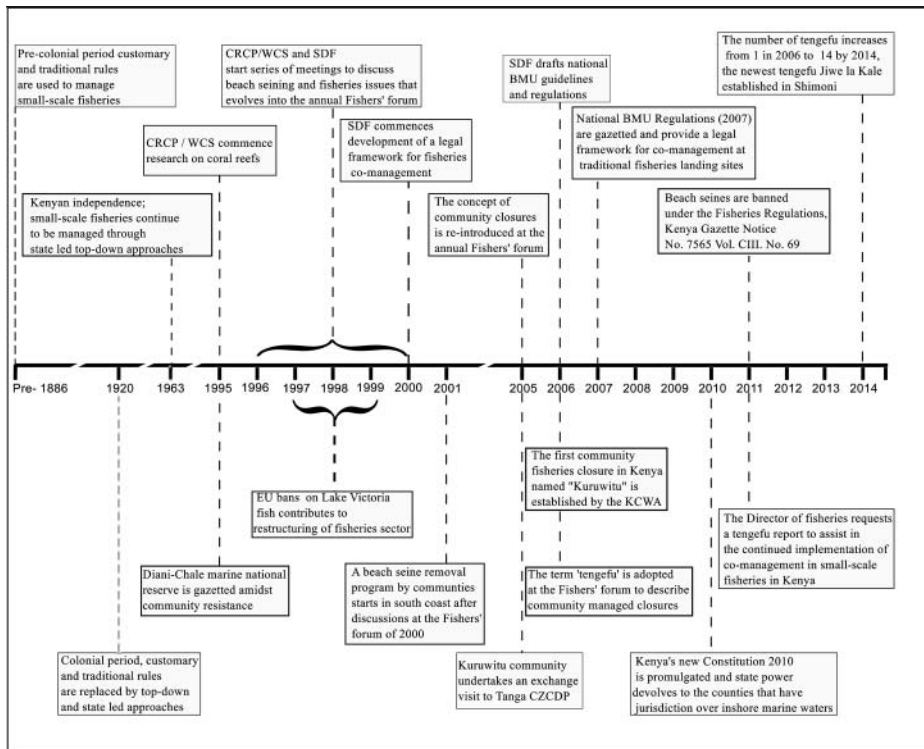 Pre-colonial period customary
and traditional rules
are used to manage
small-scale fisheries
CRCP/WCS and SDF
start series of meetings to discuss
beach seining and fisheries issues that
evolves into the annual Fishers' forum
SDF drafts national
BMU guidelines
and regulations
The number of tengefu increases
from 1 in 2006 to 14 by 2014,
the newest tengefu Jiwe la Kale
established in Shimoni
CRCP / WCS commence
research on coral reefs
SDF commences
development of a legal
framework for fisheries
co-management
National BMU Regulations (2007)
are gazetted and provide a legal
framework for co-management at
traditional fisheries landing sites
Kenyan independence;
small-scale fisheries continue
to be managed through
state led top-down approaches
The concept of
community closures
is re-introduced at the
annual Fishers' forum
Beach seines are banned
under the Fisheries Regulations,
Kenya Gazette Notice
No. 7565 Vol. CIII. No. 69
Pre- 1886 1920 1963 1995 1996 1997 1998 1999 2000 2001 2005 2006 2007 2008 2009 2010 2011 2012 2013 2014
EU bans on Lake Victoria
fish contributes to
restructuring of fisheries sector
The first community
fisheries closure in Kenya
named "Kuruwitu" is
established by the KCWA
The Director of fisheries requests
a tengefu report to assist in
the continued implementation of
co-management in small-scale
fisheries in Kenya
Diani-Chale marine national
reserve is gazetted amidst
community resistance
A beach seine removal
program by communties
starts in south coast after
discussions at the Fishers'
forum of 2000
The term 'tengefu' is adopted
at the Fishers' forum to describe
community managed closures
Colonial period, customary
and traditional rules
are replaced by top-down
and state led approaches
Kuruwitu community
undertakes an exchange
visit to Tanga CZCDP
Kenya's new Constitution 2010
is promulgated and state power
devolves to the counties that have
jurisdiction over inshore marine waters